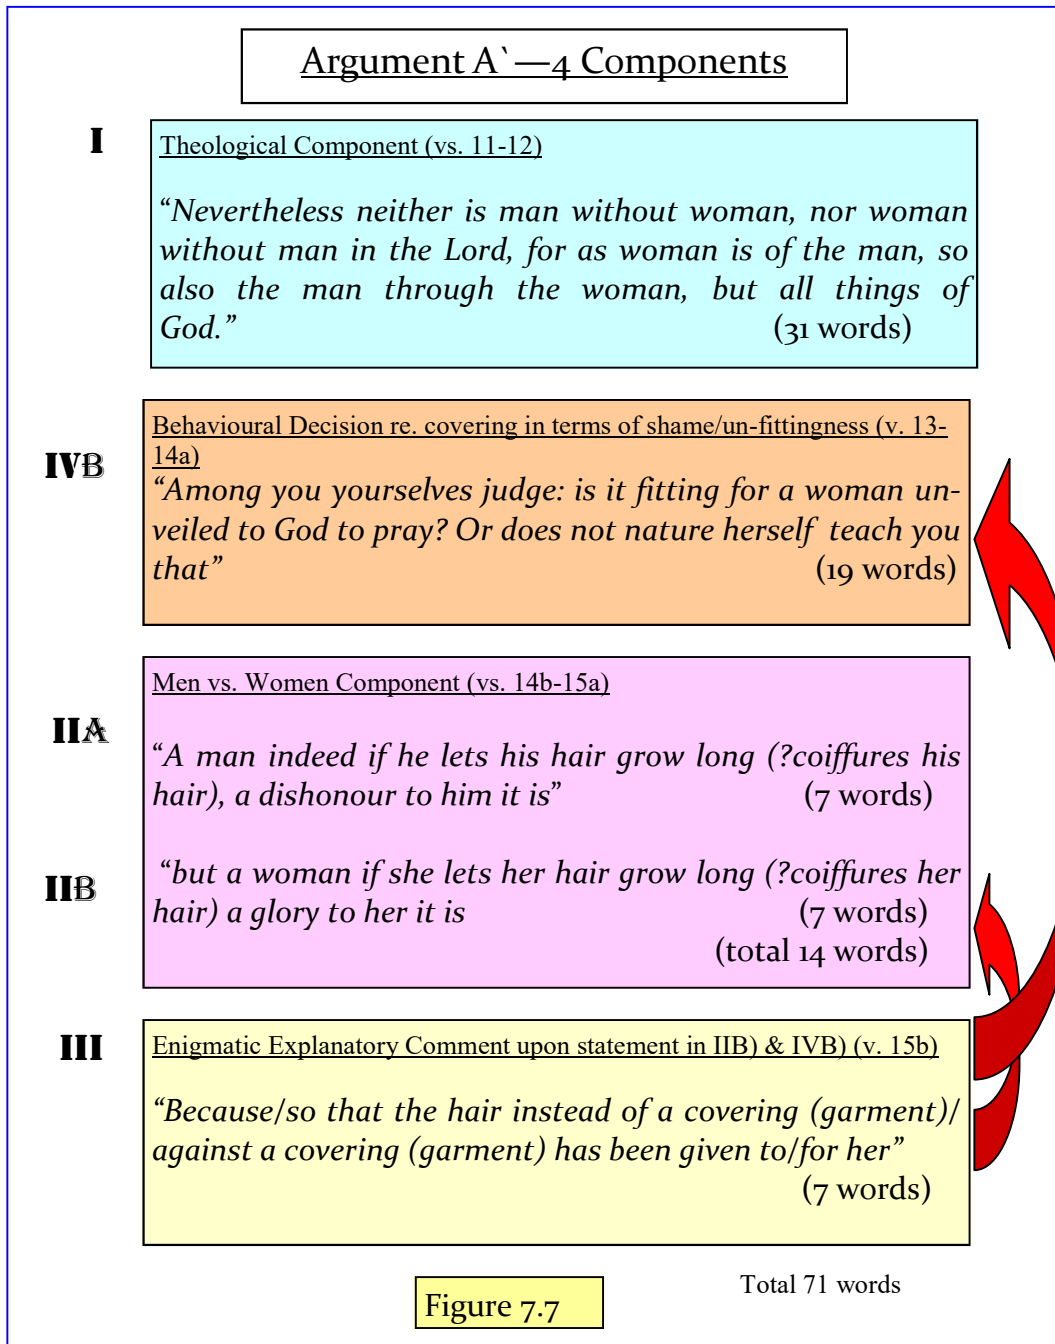 Argument A`—4 Components
I
Theological Component (vs. 11-12)
“Nevertheless neither is man without woman, nor woman
without man in the Lord, for as woman is of the man, so
also the man through the woman, but all things of
God.” (31 words)
IVB
Behavioural Decision re. covering in terms of shame/un-fittingness (v. 13-
14a)
“Among you yourselves judge: is it fitting for a woman un-
veiled to God to pray? Or does not nature herself teach you
that” (19 words)
Men vs. Women Component (vs. 14b-15a)
IIA
“A man indeed if he lets his hair grow long (?coiffures his
hair), a dishonour to him it is” (7 words)
IIB
“but a woman if she lets her hair grow long (?coiffures her
hair) a glory to her it is (7 words)
(total 14 words)
III
Enigmatic Explanatory Comment upon statement in IIB) & IVB) (v. 15b)
“Because/so that the hair instead of a covering (garment)/
against a covering (garment) has been given to/for her”
(7 words)
Total 71 words
Figure 7.7